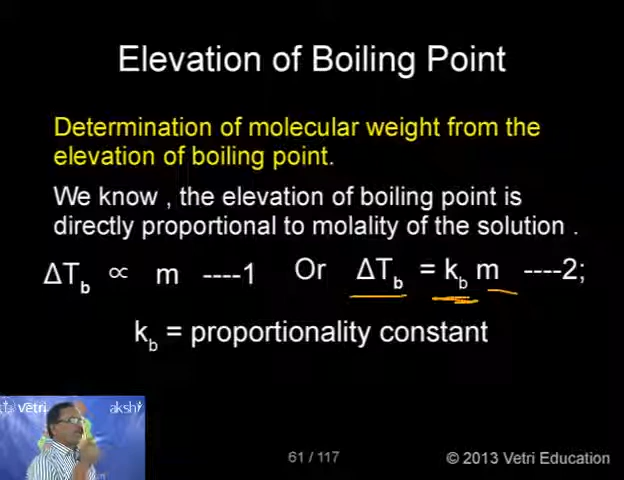 Elevation of Boiling Point
Determination of molecular weight from the
elevation of boiling point.
We know , the elevation of boiling point is
directly proportional to molality of the solution .
ΔTb ∝ m ----1 Or ΔTb = kb m ----2;
kb = proportionality constant
Vetri
akshi
61 / 117
© 2013 Vetri Education